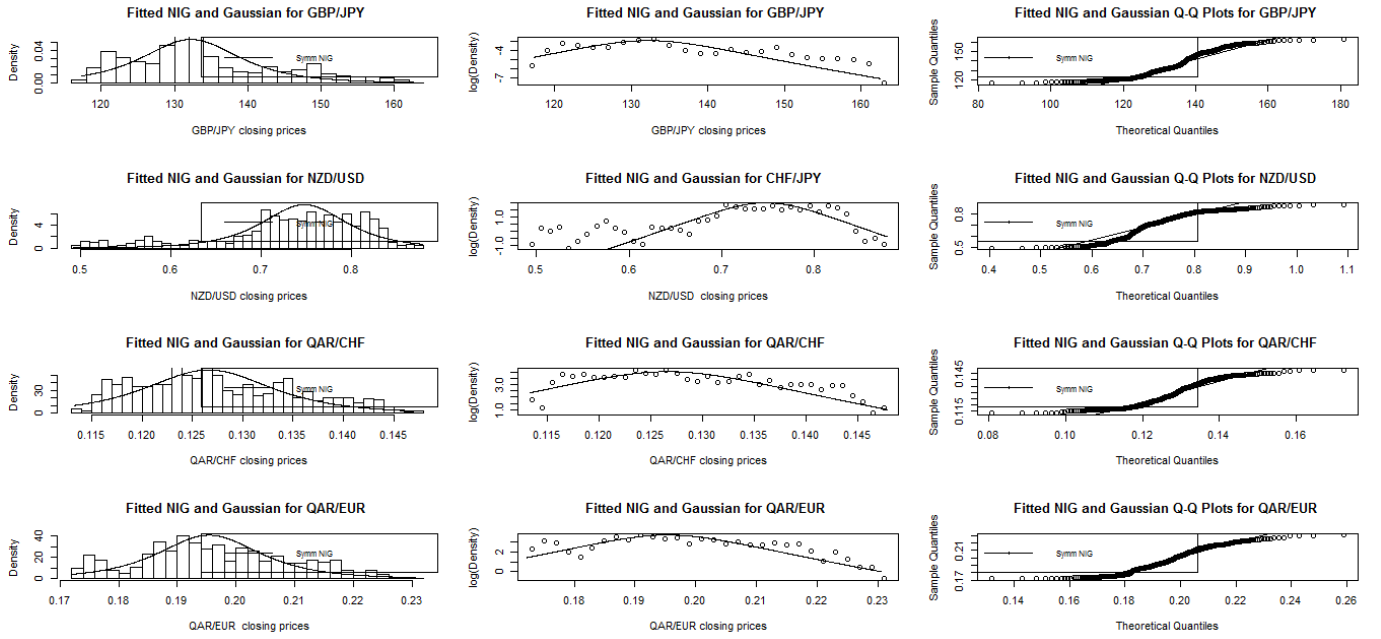 Fitted NIG and Gaussian for GBP/JPY
Density
0.04
0.00
Symm NIG
120 130 140 150 160
GBP/JPY closing prices
Fitted NIG and Gaussian for GBP/JPY
log(Density)
-4
-7
120 130 140 150 160
GBP/JPY closing prices
Fitted NIG and Gaussian Q-Q Plots for GBP/JPY
Sample Quantiles
150
120
Symm NIG
80 100 120 140 160 180
Theoretical Quantiles
Fitted NIG and Gaussian for NZD/USD
Density
4
0
Symm NIG
0.5 0.6 0.7 0.8
NZD/USD closing prices
Fitted NIG and Gaussian for CHF/JPY
log(Density)
1.0
-1.0
0.5 0.6 0.7 0.8
NZD/USD closing prices
Fitted NIG and Gaussian Q-Q Plots for NZD/USD
Sample Quantiles
0.8
0.5
Symm NIG
0.4 0.5 0.6 0.7 0.8 0.9 1.0 1.1
Theoretical Quantiles
Fitted NIG and Gaussian for QAR/CHF
Density
30
0
Symm NIG
0.115 0.120 0.125 0.130 0.135 0.140 0.145
QAR/CHF closing prices
Fitted NIG and Gaussian for QAR/CHF
log(Density)
3.0
1.0
0.115 0.120 0.125 0.130 0.135 0.140 0.145
QAR/CHF closing prices
Fitted NIG and Gaussian Q-Q Plots for QAR/CHF
Sample Quantiles
0.145
0.115
Symm NIG
0.08 0.10 0.12 0.14 0.16
Theoretical Quantiles
Fitted NIG and Gaussian for QAR/EUR
Density
40
20
0
Symm NIG
0.17 0.18 0.19 0.20 0.21 0.22 0.23
QAR/EUR closing prices
Fitted NIG and Gaussian for QAR/EUR
log(Density)
2
0
0.18 0.19 0.20 0.21 0.22 0.23
QAR/EUR closing prices
Fitted NIG and Gaussian Q-Q Plots for QAR/EUR
Sample Quantiles
0.21
0.17
Symm NIG
0.14 0.16 0.18 0.20 0.22 0.24 0.26
Theoretical Quantiles